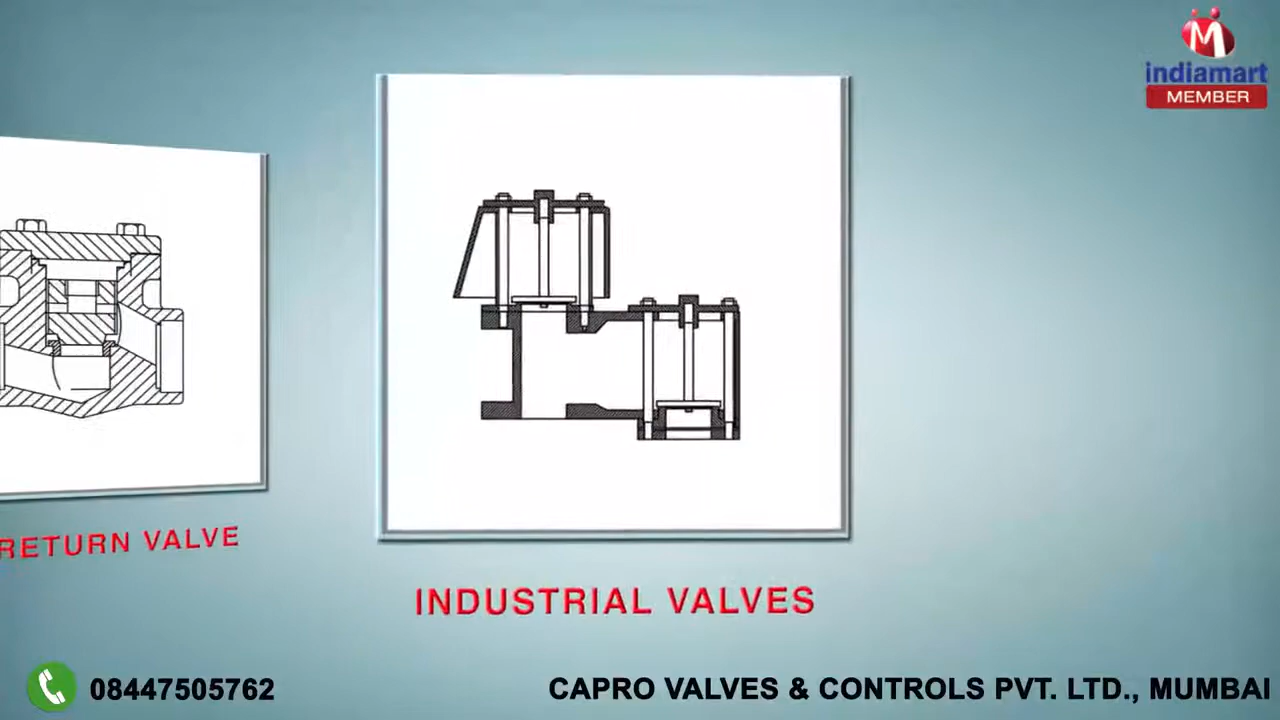 indiamart
MEMBER
RETURN VALVE
INDUSTRIAL VALVES
08447505762
CAPRO VALVES & CONTROLS PVT. LTD., MUMBAI